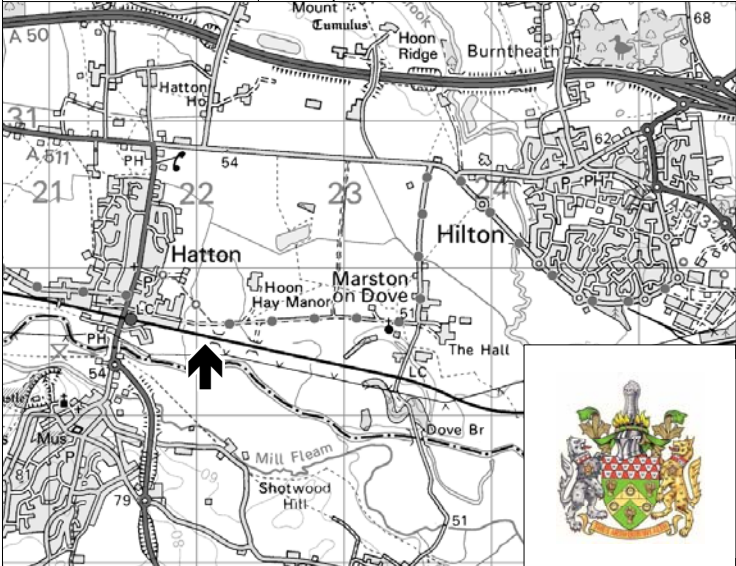 Mount
Tumulus
Hoon
Ridge
Burntheath
68
A 50
Hatton
Ho
31
62
A 511
PH
54
P
PH
21
22
23
24
A 5132
Hatton
Hilton
Hoon
Hay Manor
Marston
on Dove
51
P
LC
PH
The Hall
54
LC
Mus
Dove Br
P
Mill Fleam
Shotwood
Hill
79
51